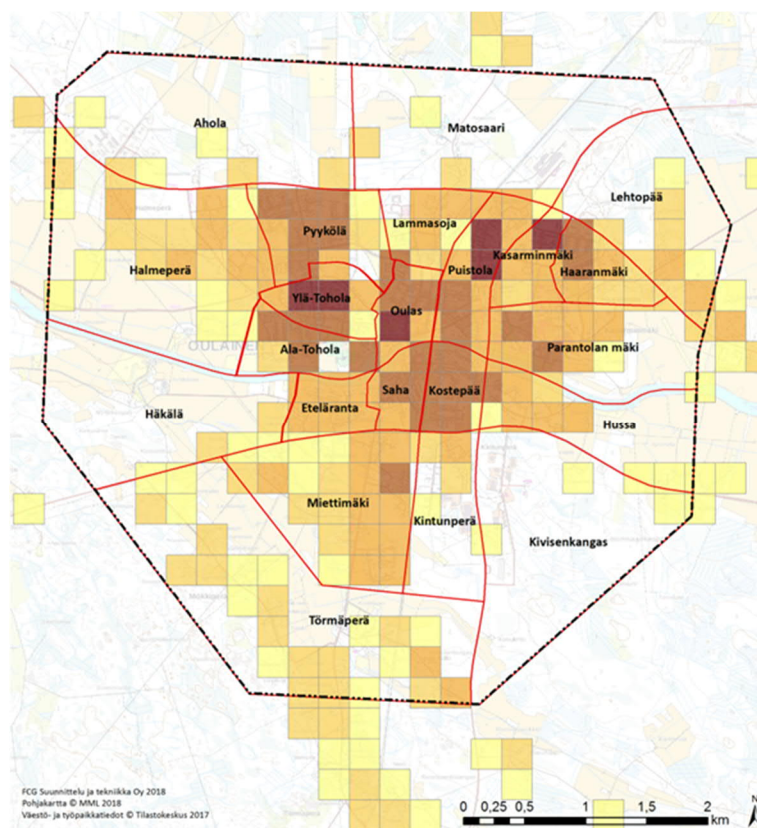 Ahola
Matosaari
Lehtopää
Lammasoja
Pyykölä
Kasarminmäki
Halmeperä
Puistola
Haaranmäki
Ylä-Tohola
Oulas
OULAINEN
Ala-Tohola
Parantolan mäki
Saha
Kostepää
Eteläranta
Häkälä
Hussa
Miettimäki
Kintunperä
Kivisenkangas
Törmäperä
FCG Suunnittelu ja tekniikka Oy 2018
Pohjakartta © MML 2018
Väestö- ja työpaikkatiedot © Tilastokeskus 2017
0 0,25 0,5 1 1,5 2
km
N